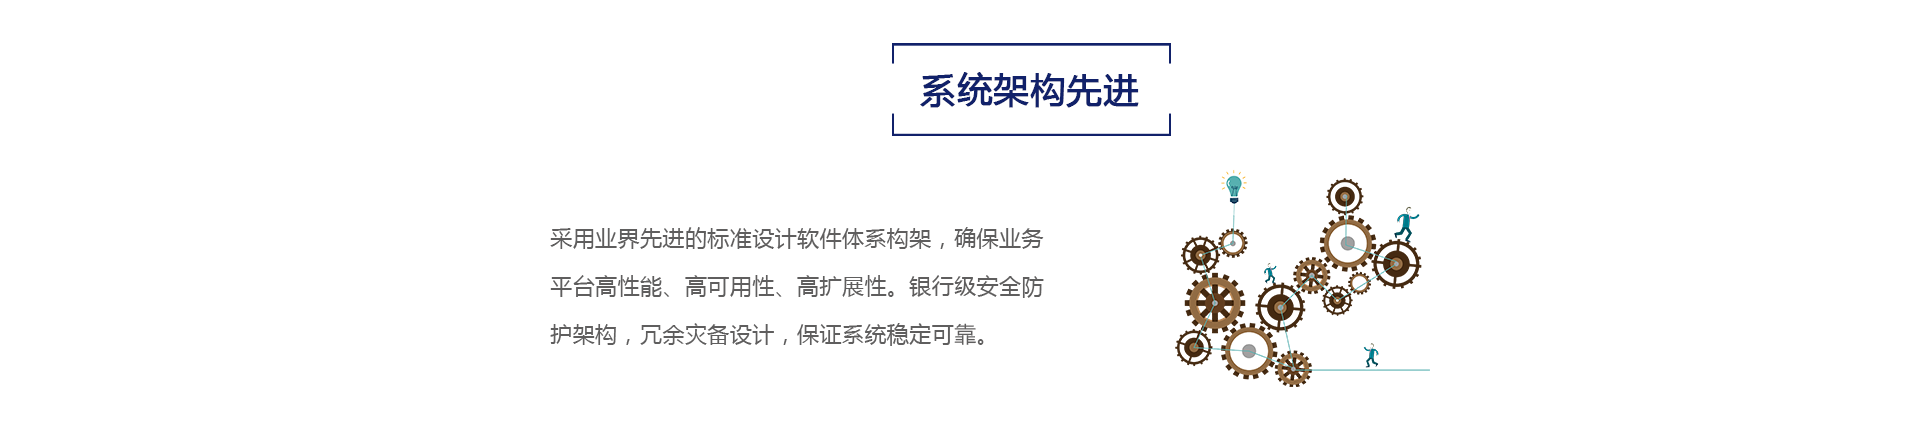 系统架构先进
采用业界先进的标准设计软件体系构架，确保业务
平台高性能、高可用性、高扩展性。银行级安全防
护架构，冗余灾备设计，保证系统稳定可靠。